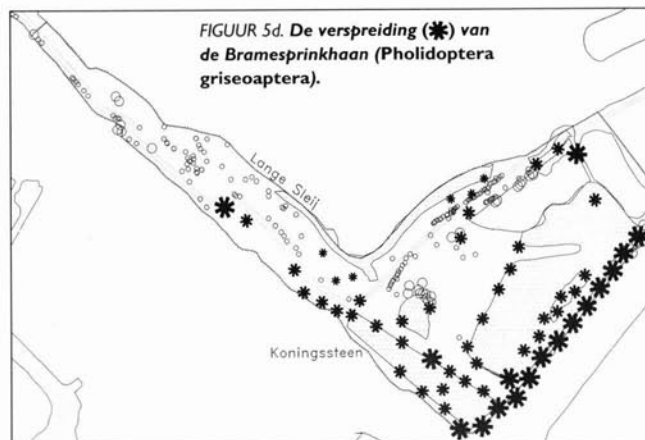 FIGUUR 5d. De verspreiding (✱) van
de Bramesprinkhaan (Pholidoptera
griseoaptera).
Lange Sleij
Koningssteen